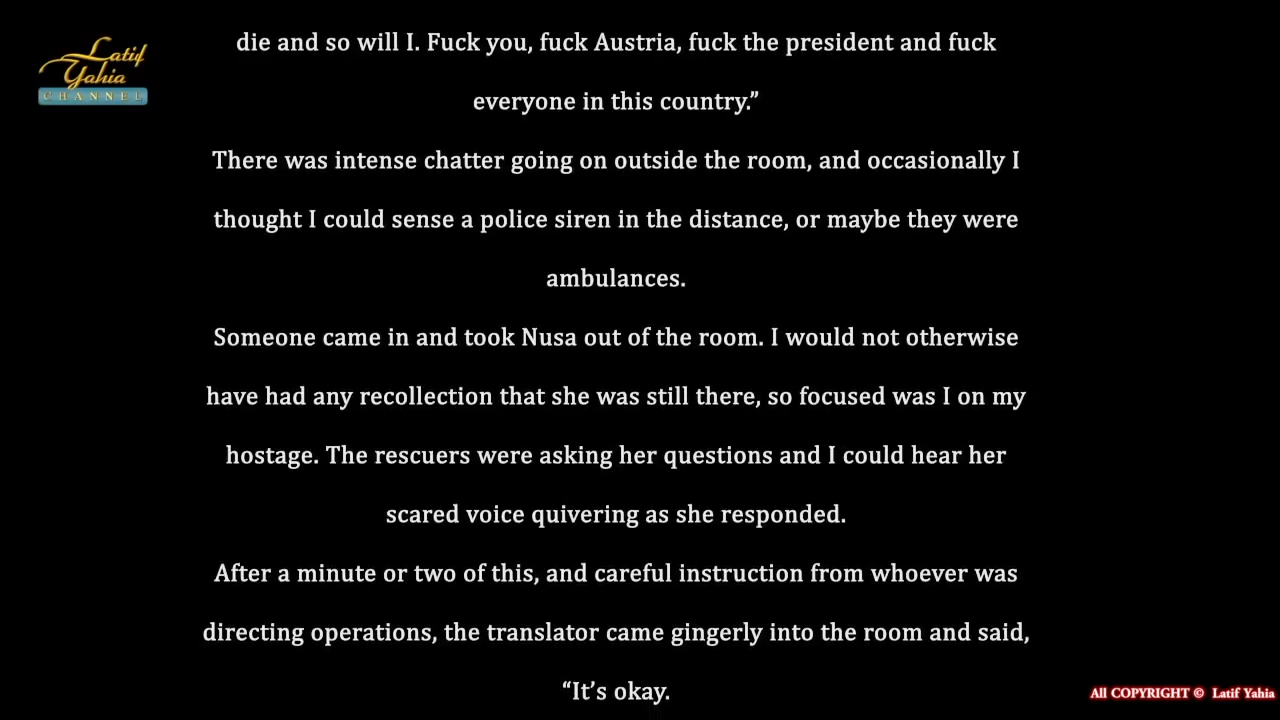 Latif
Yahia
CHANNEL
die and so will I. Fuck you, fuck Austria, fuck the president and fuck
everyone in this country.”
There was intense chatter going on outside the room, and occasionally I
thought I could sense a police siren in the distance, or maybe they were
ambulances.
Someone came in and took Nusa out of the room. I would not otherwise
have had any recollection that she was still there, so focused was I on my
hostage. The rescuers were asking her questions and I could hear her
scared voice quivering as she responded.
After a minute or two of this, and careful instruction from whoever was
directing operations, the translator came gingerly into the room and said,
“It’s okay.
All COPYRIGHT © Latif Yahia